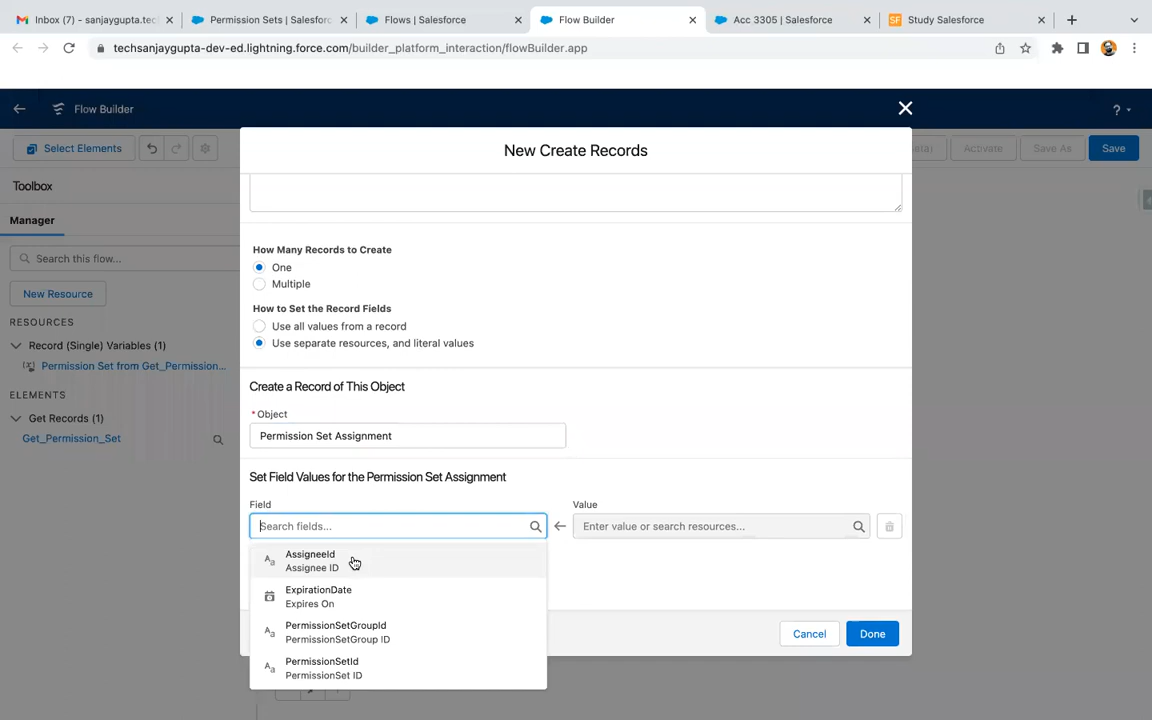 Inbox (7) - sanjaygupta.tec
Permission Sets | Salesforc
Flows | Salesforce
Flow Builder
Acc 3305 | Salesforce
SF
Study Salesforce
techsanjaygupta-dev-ed.lightning.force.com/builder_platform_interaction/flowBuilder.app
Flow Builder
?
Select Elements
Activate
Save As
Save
New Create Records
Toolbox
Manager
Search this flow...
New Resource
RESOURCES
Record (Single) Variables (1)
Permission Set from Get_Permission...
ELEMENTS
Get Records (1)
Get_Permission_Set
How Many Records to Create
One
Multiple
How to Set the Record Fields
Use all values from a record
Use separate resources, and literal values
Create a Record of This Object
* Object
Permission Set Assignment
Set Field Values for the Permission Set Assignment
Field
Value
Search fields...
Enter value or search resources...
Aa
AssigneeId
Assignee ID
ExpirationDate
Expires On
Aa
PermissionSetGroupId
PermissionSetGroup ID
Aa
PermissionSetId
PermissionSet ID
Cancel
Done